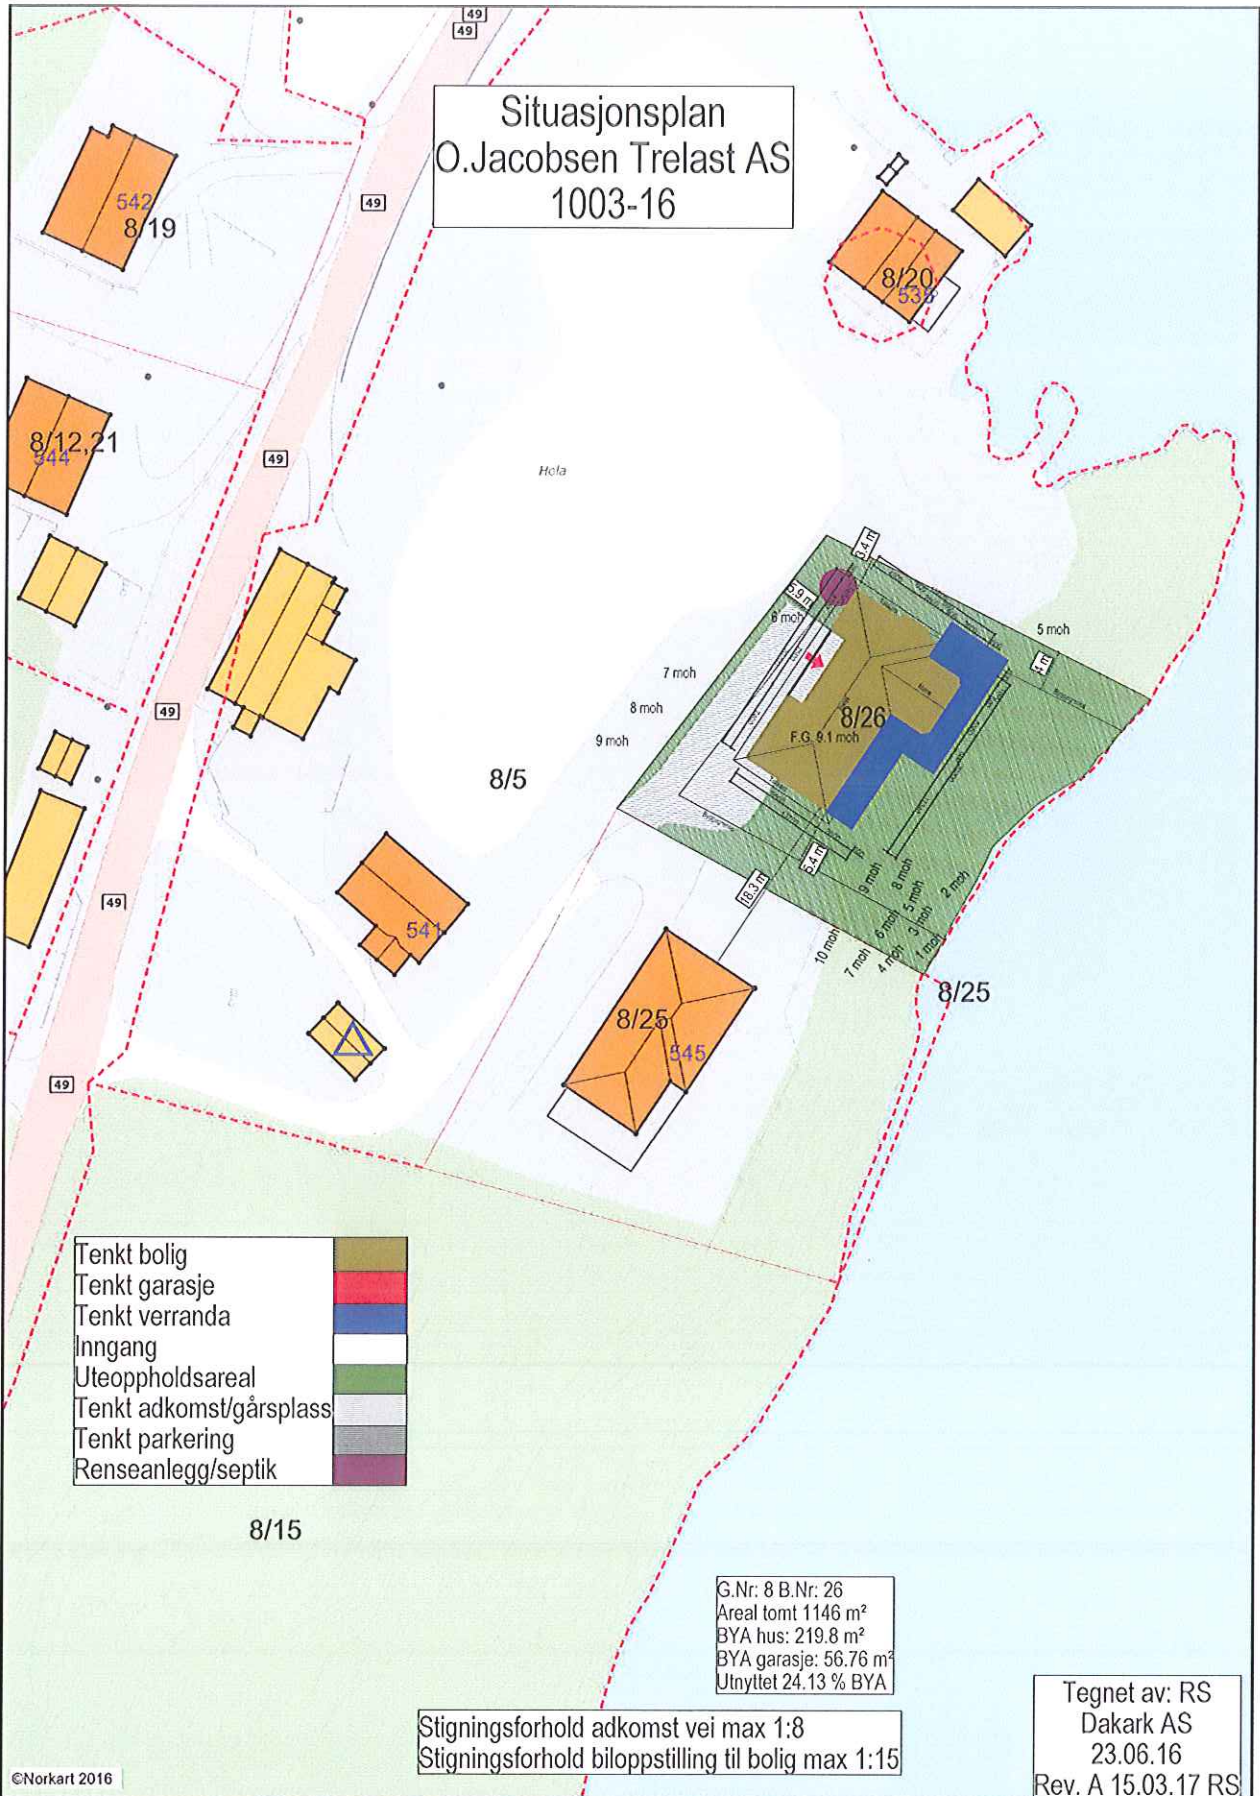 49
49
Situasjonsplan
O.Jacobsen Trelast AS
1003-16
542
8/19
49
8/20
535
8/12,21
544
49
Hola
3.4 m
5.9 m
6 moh
5 moh
4 m
7 moh
8 moh
9 moh
8/26
F.G. 9.1 moh
49
8/5
5.4 m
18.3 m
9 moh
8 moh
5 moh
2 moh
49
541
10 moh
7 moh
6 moh
4 moh
3 moh
1 moh
8/25
8/25
545
49
Tenkt bolig
Tenkt garasje
Tenkt verranda
Inngang
Uteoppholdsareal
Tenkt adkomst/gårsplass
Tenkt parkering
Renseanlegg/septik
8/15
G.Nr: 8 B.Nr: 26
Areal tomt 1146 m²
BYA hus: 219.8 m²
BYA garasje: 56.76 m²
Utnyttet 24.13 % BYA
Stigningsforhold adkomst vei max 1:8
Stigningsforhold biloppstilling til bolig max 1:15
Tegnet av: RS
Dakark AS
23.06.16
Rev. A 15.03.17 RS
©Norkart 2016